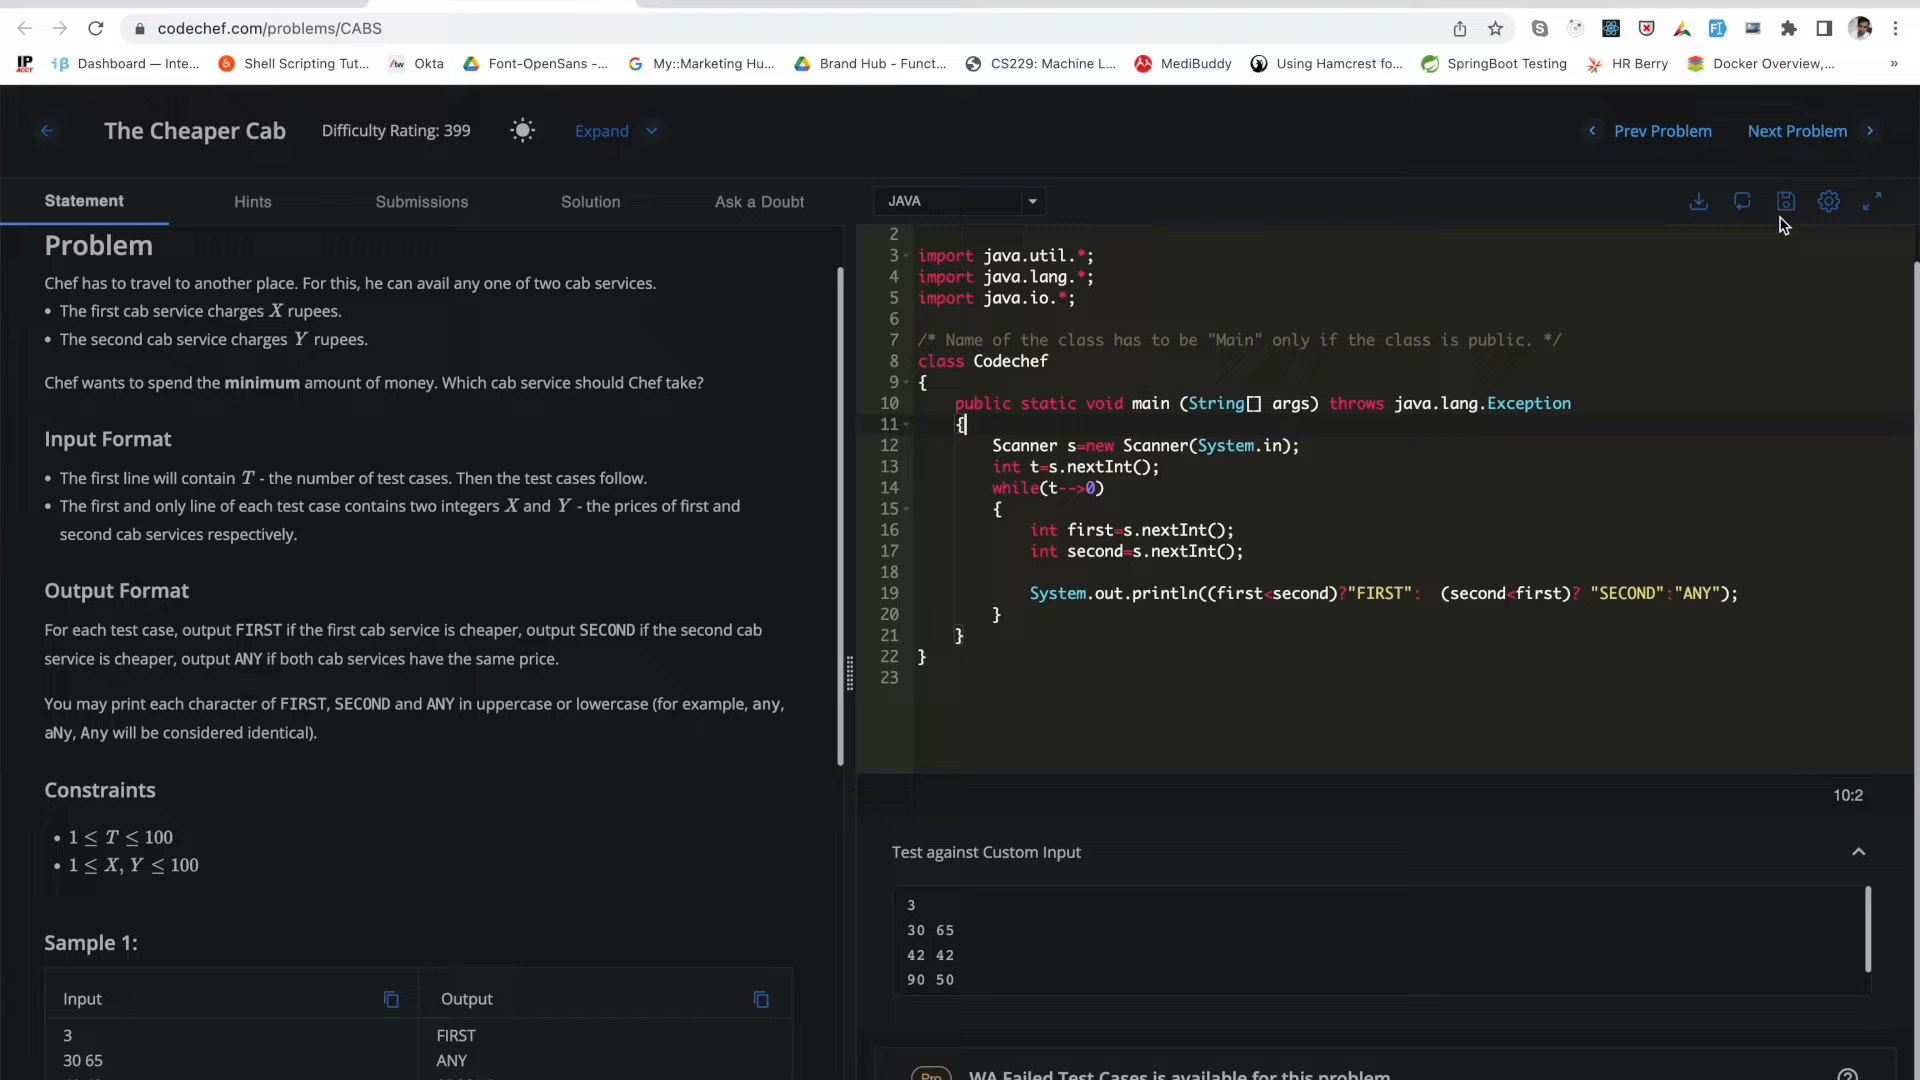 codechef.com/problems/CABS
IP
ACCT
Dashboard — Inte...
Shell Scripting Tut...
/tw
Okta
Font-OpenSans -...
My::Marketing Hu...
Brand Hub - Funct...
CS229: Machine L...
MediBuddy
Using Hamcrest fo...
SpringBoot Testing
HR Berry
Docker Overview,...
»
The Cheaper Cab
Difficulty Rating: 399
Expand
Prev Problem
Next Problem
Statement
Hints
Submissions
Solution
Ask a Doubt
Problem
Chef has to travel to another place. For this, he can avail any one of two cab services.
• The first cab service charges X rupees.
• The second cab service charges Y rupees.
Chef wants to spend the minimum amount of money. Which cab service should Chef take?
Input Format
• The first line will contain T - the number of test cases. Then the test cases follow.
• The first and only line of each test case contains two integers X and Y - the prices of first and
second cab services respectively.
Output Format
For each test case, output FIRST if the first cab service is cheaper, output SECOND if the second cab
service is cheaper, output ANY if both cab services have the same price.
You may print each character of FIRST, SECOND and ANY in uppercase or lowercase (for example, any,
aNy, Any will be considered identical).
Constraints
• 1 ≤ T ≤ 100
• 1 ≤ X, Y ≤ 100
Sample 1:
Input
Output
3
FIRST
30 65
ANY
JAVA
2
3 import java.util.*;
4 import java.lang.*;
5 import java.io.*;
6
7 /* Name of the class has to be "Main" only if the class is public. */
8 class Codechef
9 {
10 public static void main (String[] args) throws java.lang.Exception
11 {
12 Scanner s=new Scanner(System.in);
13 int t=s.nextInt();
14 while(t-->0)
15 {
16 int first=s.nextInt();
17 int second=s.nextInt();
18
19 System.out.println((first<second)?"FIRST":  (second<first)? "SECOND":"ANY");
20 }
21 }
22 }
23
10:2
Test against Custom Input
3
30 65
42 42
90 50
Pro
WA Failed Test Cases is available for this problem